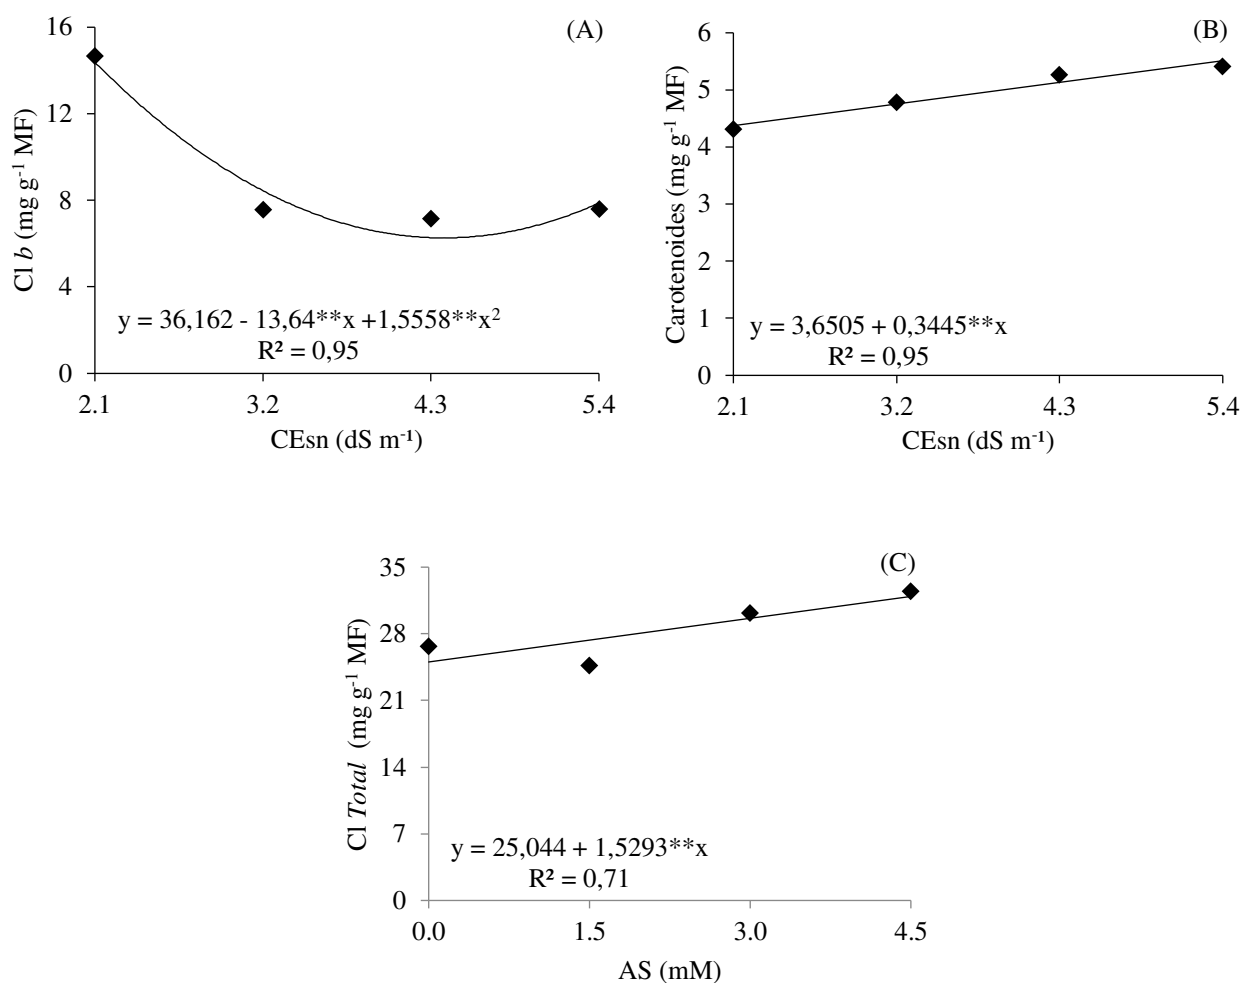 (A)
16
12
8
4
0
Cl b (mg g⁻¹ MF)
y = 36,162 - 13,64**x +1,5558**x²
R² = 0,95
2.1 3.2 4.3 5.4
CEsn (dS m⁻¹)
(B)
6
5
4
3
2
1
0
Carotenoides (mg g⁻¹ MF)
y = 3,6505 + 0,3445**x
R² = 0,95
2.1 3.2 4.3 5.4
CEsn (dS m⁻¹)
(C)
35
28
21
14
7
0
Cl Total (mg g⁻¹ MF)
y = 25,044 + 1,5293**x
R² = 0,71
0.0 1.5 3.0 4.5
AS (mM)